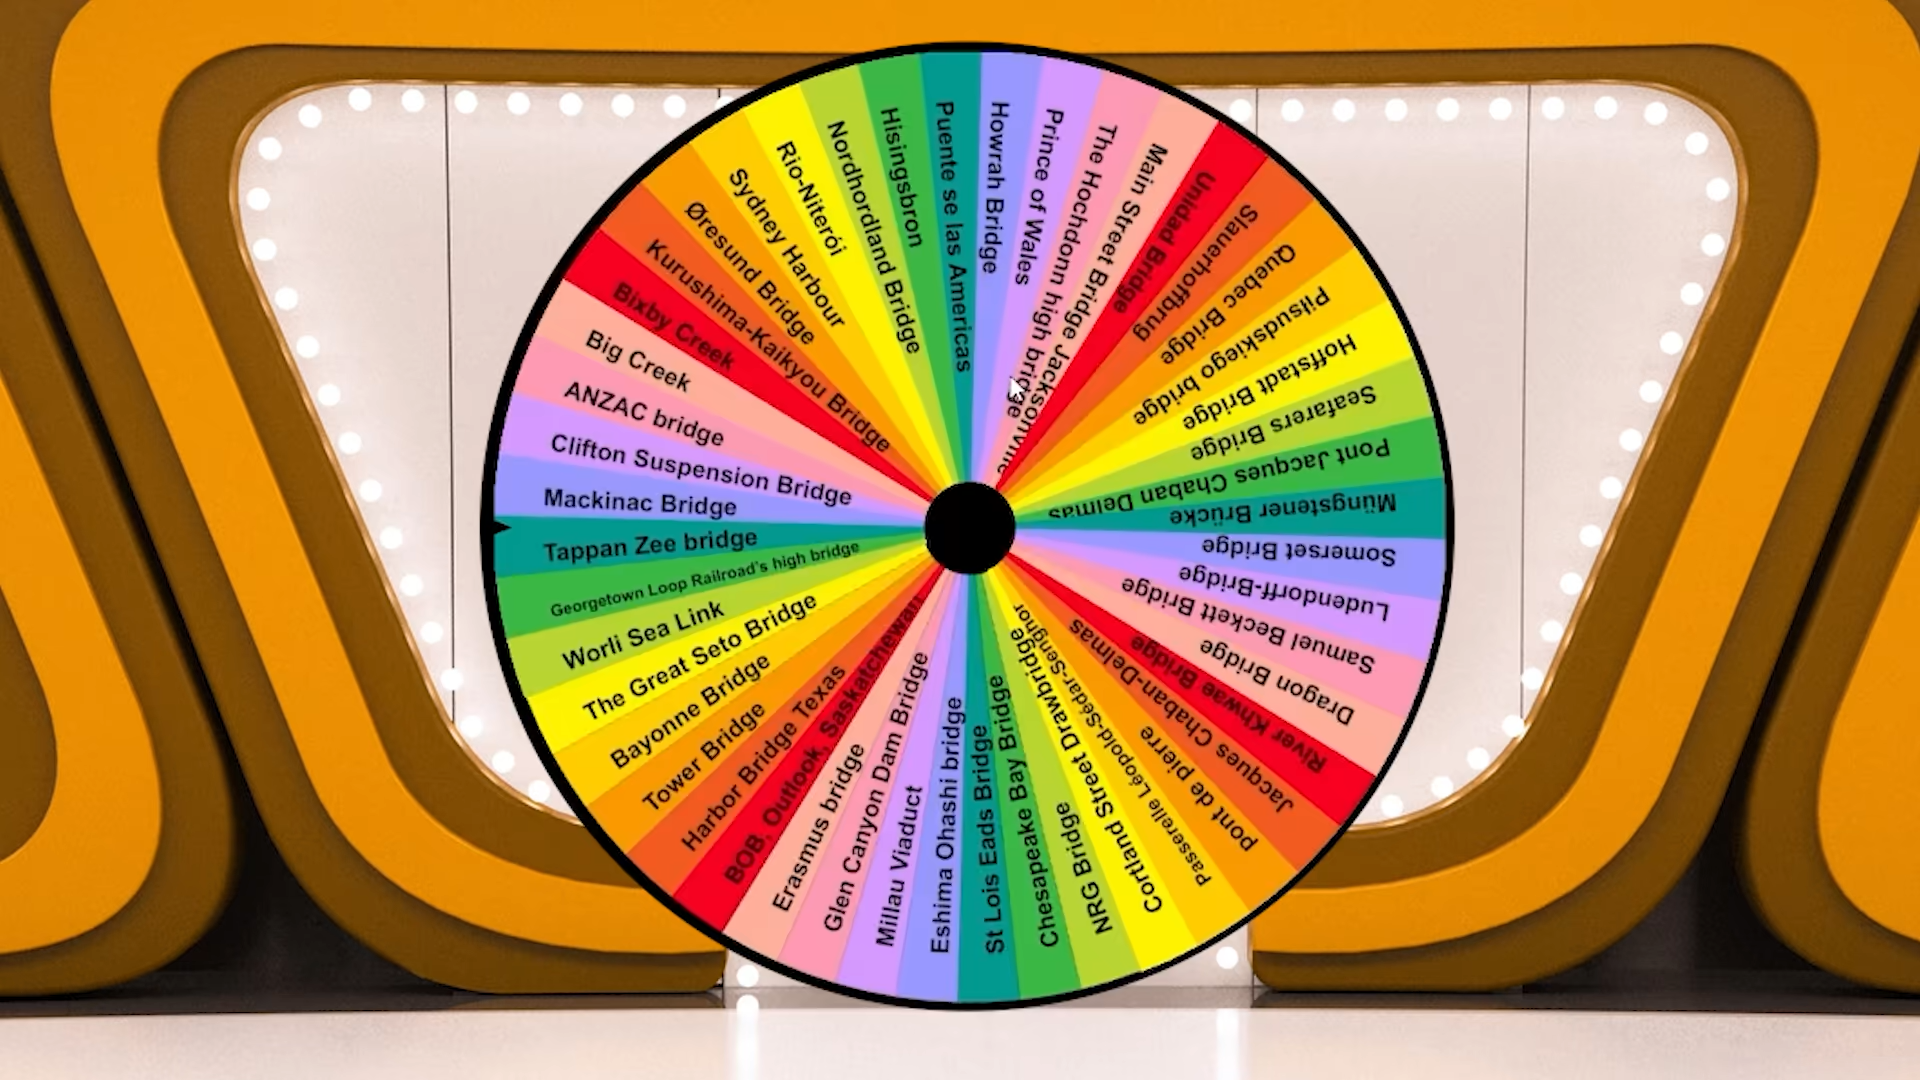 Puente se las Americas
Howrah Bridge
Prince of Wales
The Hochdonn high bridge
Main Street Bridge Jacksonville
Unidad Bridge
Slauerhoffbrug
Quebec Bridge
Pilsudskiego bridge
Hoffstadt Bridge
Seafarers Bridge
Pont Jacques Chaban Delmas
Müngstener Brücke
Somerset Bridge
Ludendorff-Bridge
Samuel Beckett Bridge
Dragon Bridge
River Khwae Bridge
Jacques Chaban-Delmas
pont de pierre
Passerelle Léopold-Sédar-Senghor
Cortland Street Drawbridge
NRG Bridge
Chesapeake Bay Bridge
St Lois Eads Bridge
Eshima Ohashi bridge
Millau Viaduct
Glen Canyon Dam Bridge
Erasmus bridge
BOB, Outlook, Saskatchewan
Harbor Bridge Texas
Tower Bridge
Bayonne Bridge
The Great Seto Bridge
Worli Sea Link
Georgetown Loop Railroad's high bridge
Tappan Zee bridge
Mackinac Bridge
Clifton Suspension Bridge
ANZAC bridge
Big Creek
Bixby Creek
Kurushima-Kaikyou Bridge
Øresund Bridge
Sydney Harbour
Rio-Niterói
Nordhordland Bridge
Hisingsbron